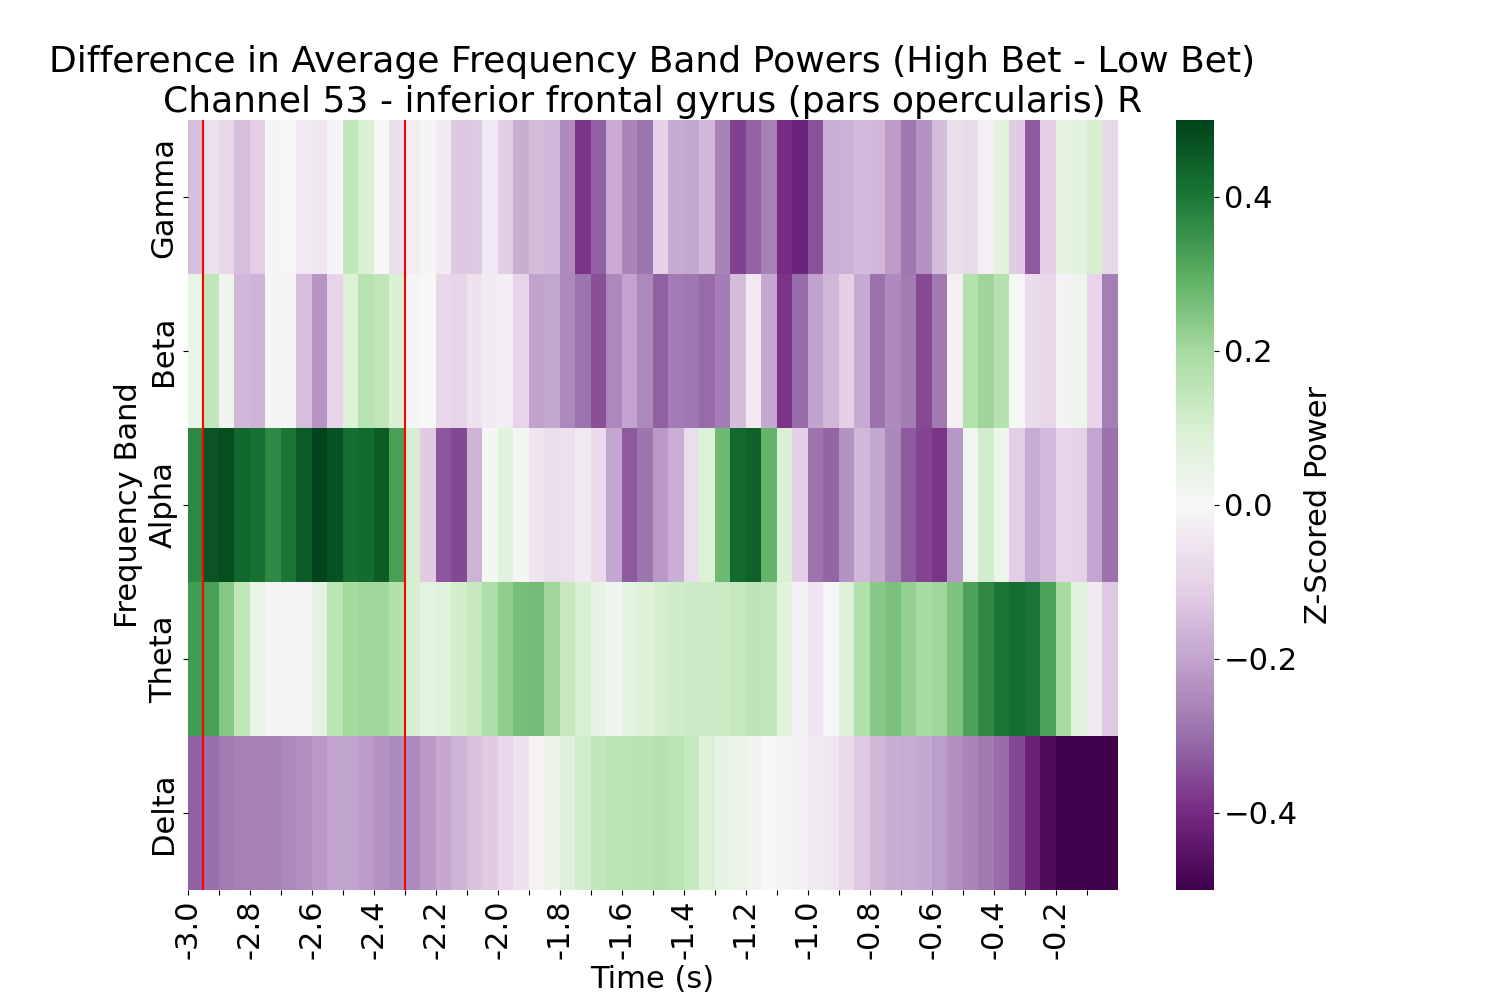 Difference in Average Frequency Band Powers (High Bet - Low Bet)
Channel 53 - inferior frontal gyrus (pars opercularis) R
Frequency Band
Gamma
Beta
Alpha
Theta
Delta
-3.0
-2.8
-2.6
-2.4
-2.2
-2.0
-1.8
-1.6
-1.4
-1.2
-1.0
-0.8
-0.6
-0.4
-0.2
Time (s)
0.4
0.2
0.0
−0.2
−0.4
Z-Scored Power